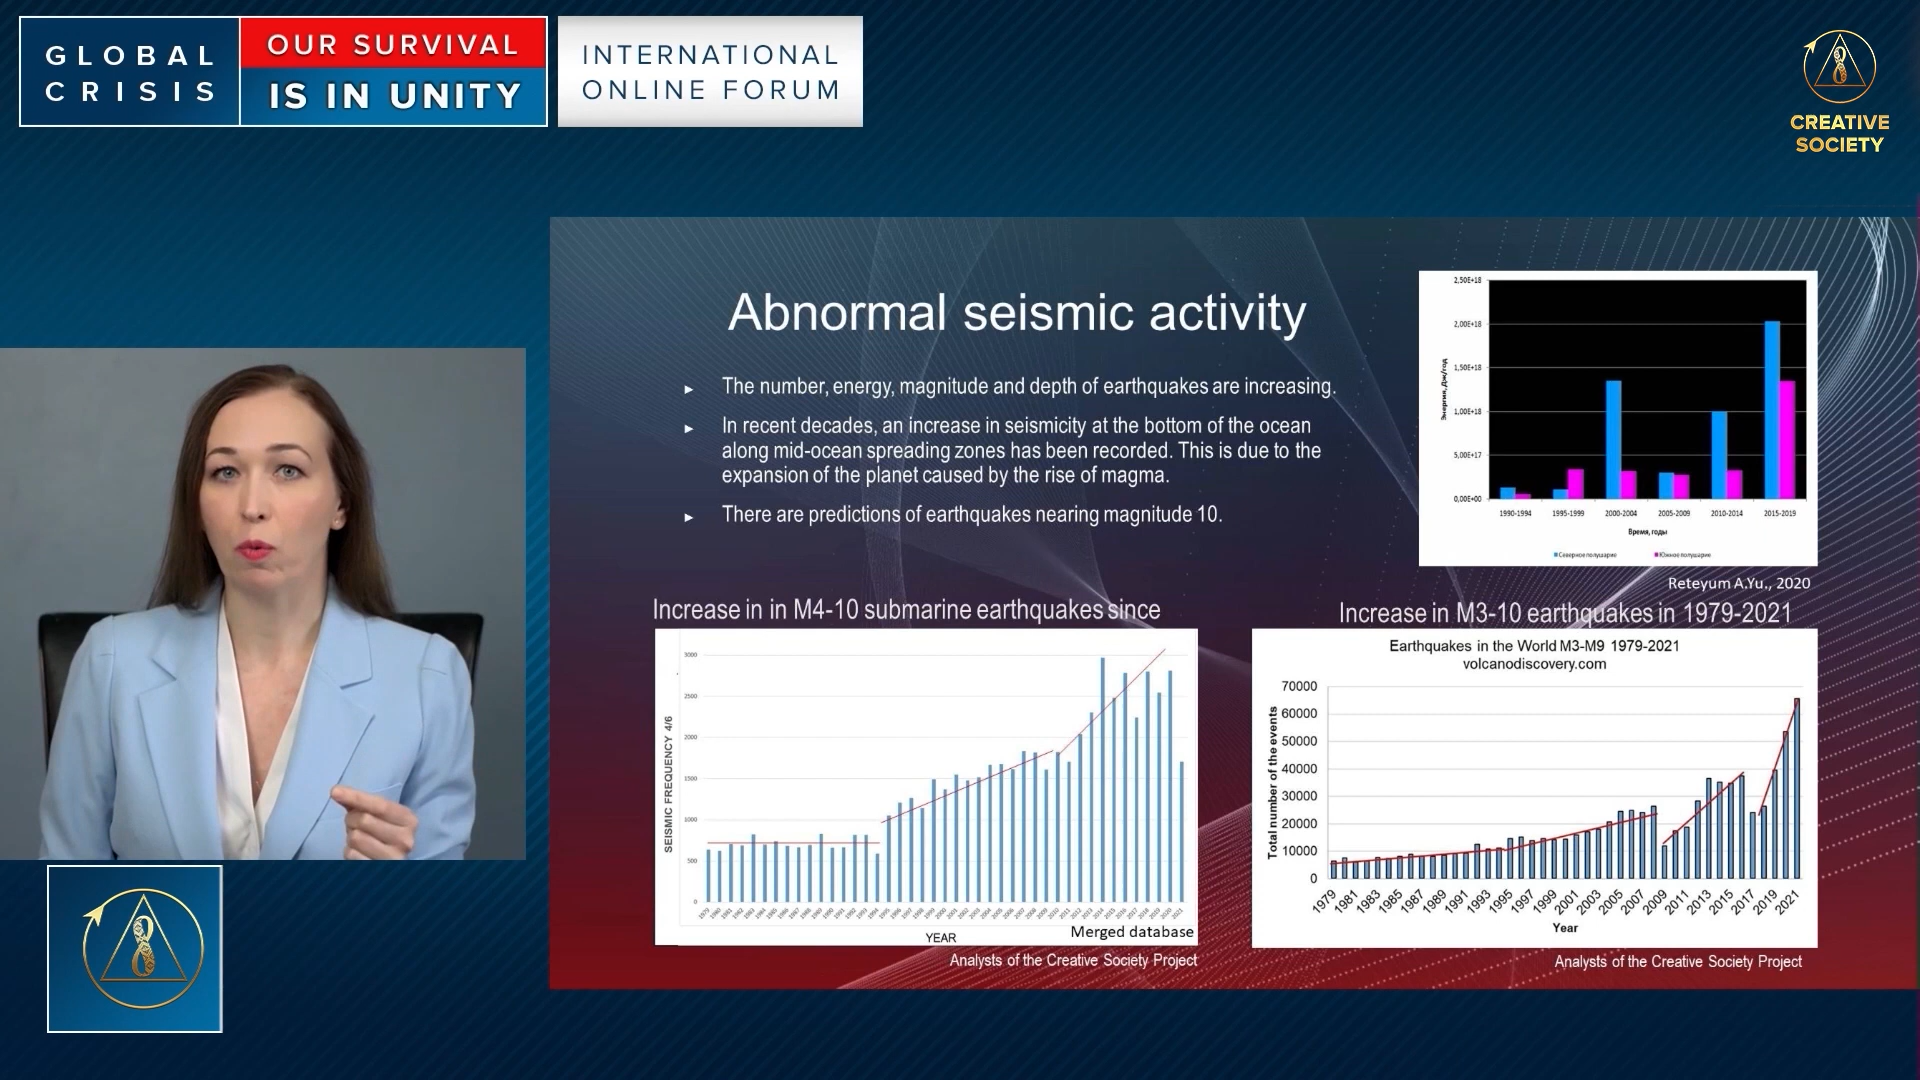 GLOBAL
CRISIS
OUR SURVIVAL
IS IN UNITY
INTERNATIONAL
ONLINE FORUM
CREATIVE
SOCIETY
Abnormal seismic activity
► The number, energy, magnitude and depth of earthquakes are increasing.
► In recent decades, an increase in seismicity at the bottom of the ocean
along mid-ocean spreading zones has been recorded. This is due to the
expansion of the planet caused by the rise of magma.
► There are predictions of earthquakes nearing magnitude 10.
2,50E+18
2,00E+18
1,50E+18
1,00E+18
5,00E+17
0,00E+00
Энергия, Дж/год
1990-1994 1995-1999 2000-2004 2005-2009 2010-2014 2015-2019
Время, годы
Северное полушарие Южное полушарие
Reteyum A.Yu., 2020
Increase in in M4-10 submarine earthquakes since
3000
2500
2000
1500
1000
500
0
SEISMIC FREQUENCY 4/6
YEAR
Merged database
Analysts of the Creative Society Project
Increase in M3-10 earthquakes in 1979-2021
Earthquakes in the World M3-M9 1979-2021
volcanodiscovery.com
70000
60000
50000
40000
30000
20000
10000
0
Total number of the events
1979 1981 1983 1985 1987 1989 1991 1993 1995 1997 1999 2001 2003 2005 2007 2009 2011 2013 2015 2017 2019 2021
Year
Analysts of the Creative Society Project